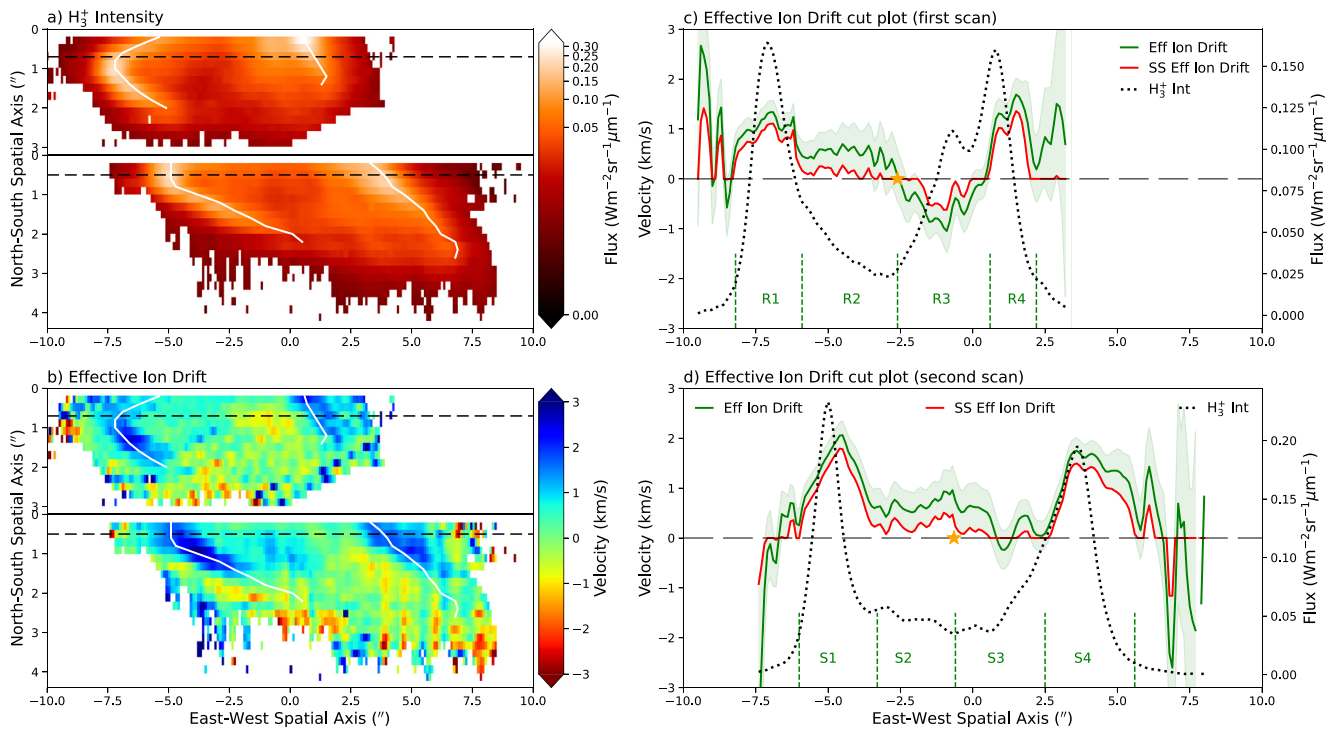 a) H₃⁺ Intensity
0
1
2
3
0
1
2
3
4
North-South Spatial Axis (″)
−10.0 −7.5 −5.0 −2.5 0.0 2.5 5.0 7.5 10.0
0.30
0.25
0.20
0.15
0.10
0.05
0.00
Flux (Wm⁻²sr⁻¹μm⁻¹)
b) Effective Ion Drift
0
1
2
3
0
1
2
3
4
North-South Spatial Axis (″)
−10.0 −7.5 −5.0 −2.5 0.0 2.5 5.0 7.5 10.0
East-West Spatial Axis (″)
3
2
1
0
−1
−2
−3
Velocity (km/s)
c) Effective Ion Drift cut plot (first scan)
Eff Ion Drift
SS Eff Ion Drift
H₃⁺ Int
3
2
1
0
−1
−2
−3
Velocity (km/s)
R1 R2 R3 R4
−10.0 −7.5 −5.0 −2.5 0.0 2.5 5.0 7.5 10.0
0.150
0.125
0.100
0.075
0.050
0.025
0.000
Flux (Wm⁻²sr⁻¹μm⁻¹)
d) Effective Ion Drift cut plot (second scan)
Eff Ion Drift SS Eff Ion Drift H₃⁺ Int
3
2
1
0
−1
−2
−3
Velocity (km/s)
S1 S2 S3 S4
−10.0 −7.5 −5.0 −2.5 0.0 2.5 5.0 7.5 10.0
East-West Spatial Axis (″)
0.20
0.15
0.10
0.05
0.00
Flux (Wm⁻²sr⁻¹μm⁻¹)